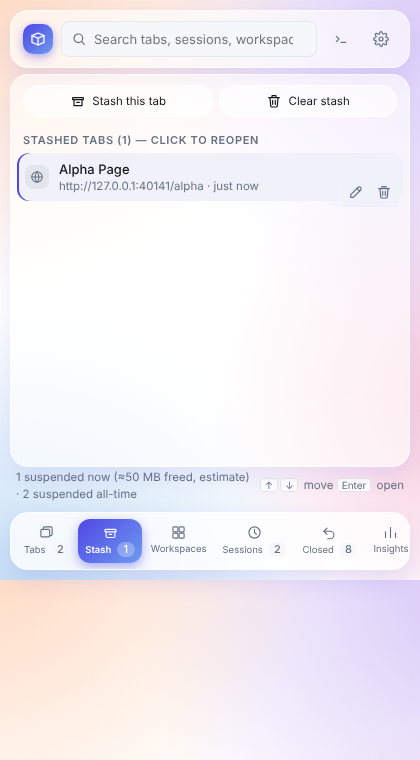 Search tabs, sessions, workspac
Stash this tab
Clear stash
STASHED TABS (1) — CLICK TO REOPEN
Alpha Page
http://127.0.0.1:40141/alpha · just now
1 suspended now (≈50 MB freed, estimate)
· 2 suspended all-time
↑ ↓ move Enter open
Tabs 2
Stash 1
Workspaces
Sessions 2
Closed 8
Insights